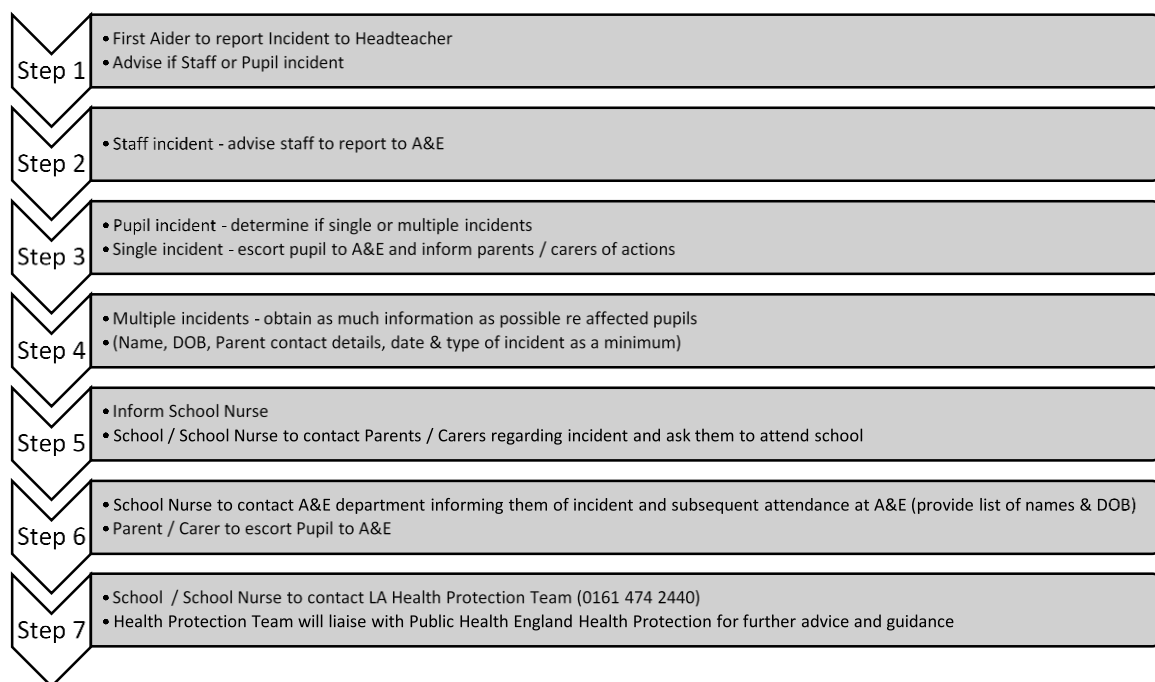 Step 1
• First Aider to report Incident to Headteacher
• Advise if Staff or Pupil incident
Step 2
• Staff incident - advise staff to report to A&E
Step 3
• Pupil incident - determine if single or multiple incidents
• Single incident - escort pupil to A&E and inform parents / carers of actions
Step 4
• Multiple incidents - obtain as much information as possible re affected pupils
• (Name, DOB, Parent contact details, date & type of incident as a minimum)
Step 5
• Inform School Nurse
• School / School Nurse to contact Parents / Carers regarding incident and ask them to attend school
Step 6
• School Nurse to contact A&E department informing them of incident and subsequent attendance at A&E (provide list of names & DOB)
• Parent / Carer to escort Pupil to A&E
Step 7
• School / School Nurse to contact LA Health Protection Team (0161 474 2440)
• Health Protection Team will liaise with Public Health England Health Protection for further advice and guidance